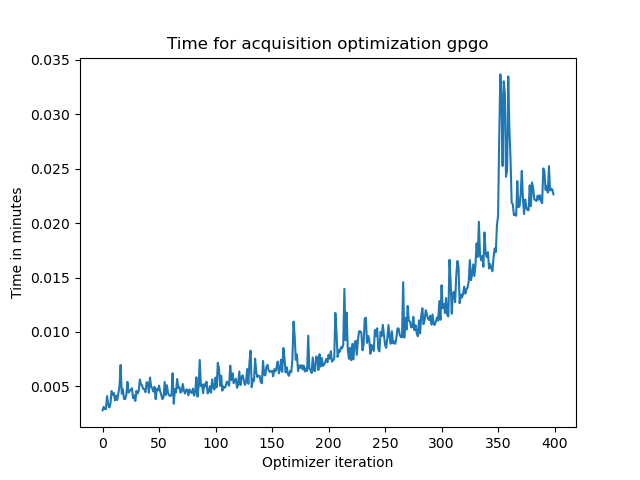 Time for acquisition optimization gpgo
0.035
0.030
0.025
0.020
0.015
0.010
0.005
Time in minutes
0 50 100 150 200 250 300 350 400
Optimizer iteration